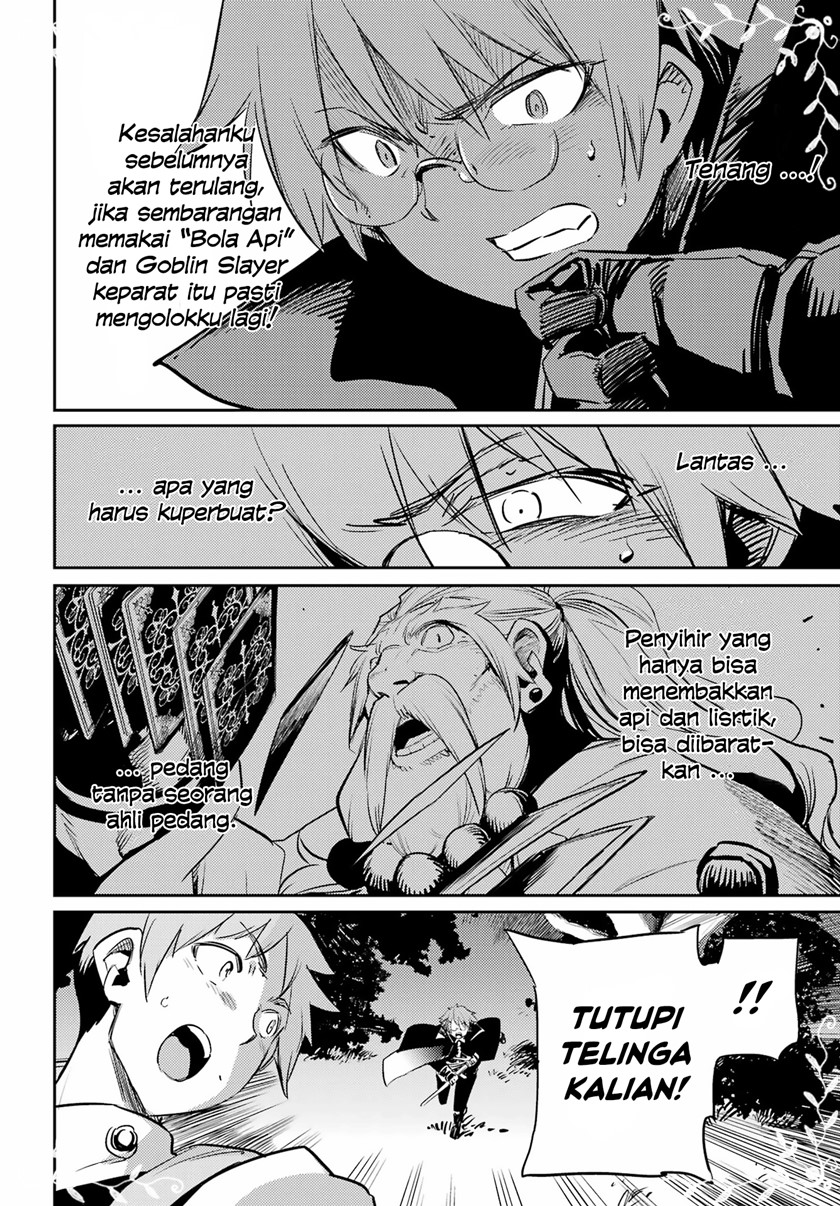 Tenang ....!
Kesalahanku
sebelumnya
akan terulang,
jika sembarangan
memakai "Bola Api"
dan Goblin Slayer
keparat itu pasti
mengolokku lagi!
Lantas ...
... apa yang
harus kuperbuat?
Penyihir yang
hanya bisa
menembakkan
api dan lisrtik,
bisa diibarat-
kan ...
... pedang
tanpa seorang
ahli pedang.
!!
TUTUPI
TELINGA
KALIAN!